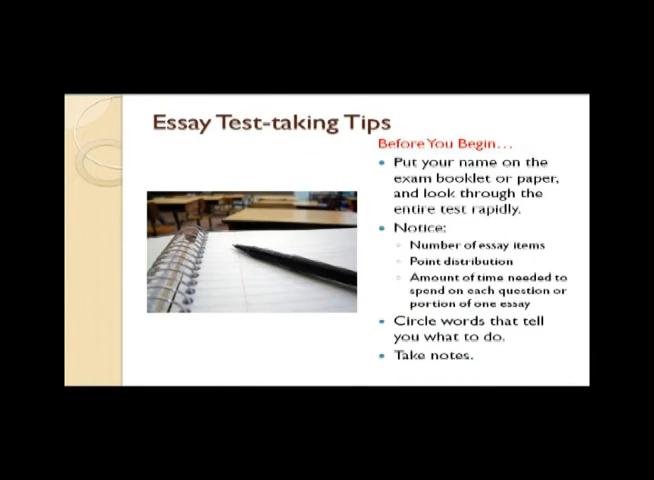 Essay Test-taking Tips
Before You Begin…
Put your name on the
exam booklet or paper,
and look through the
entire test rapidly.
Notice:
Number of essay items
Point distribution
Amount of time needed to
spend on each question or
portion of one essay
Circle words that tell
you what to do.
Take notes.